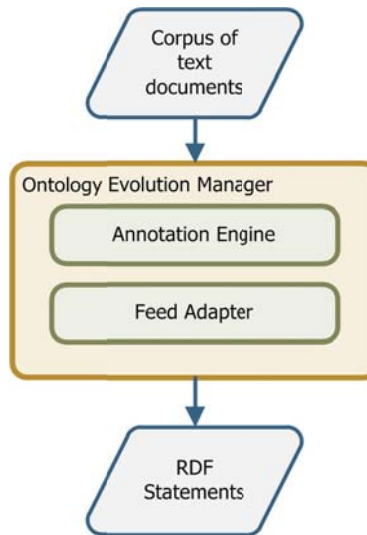 Corpus of
text
documents
Ontology Evolution Manager
Annotation Engine
Feed Adapter
RDF
Statements